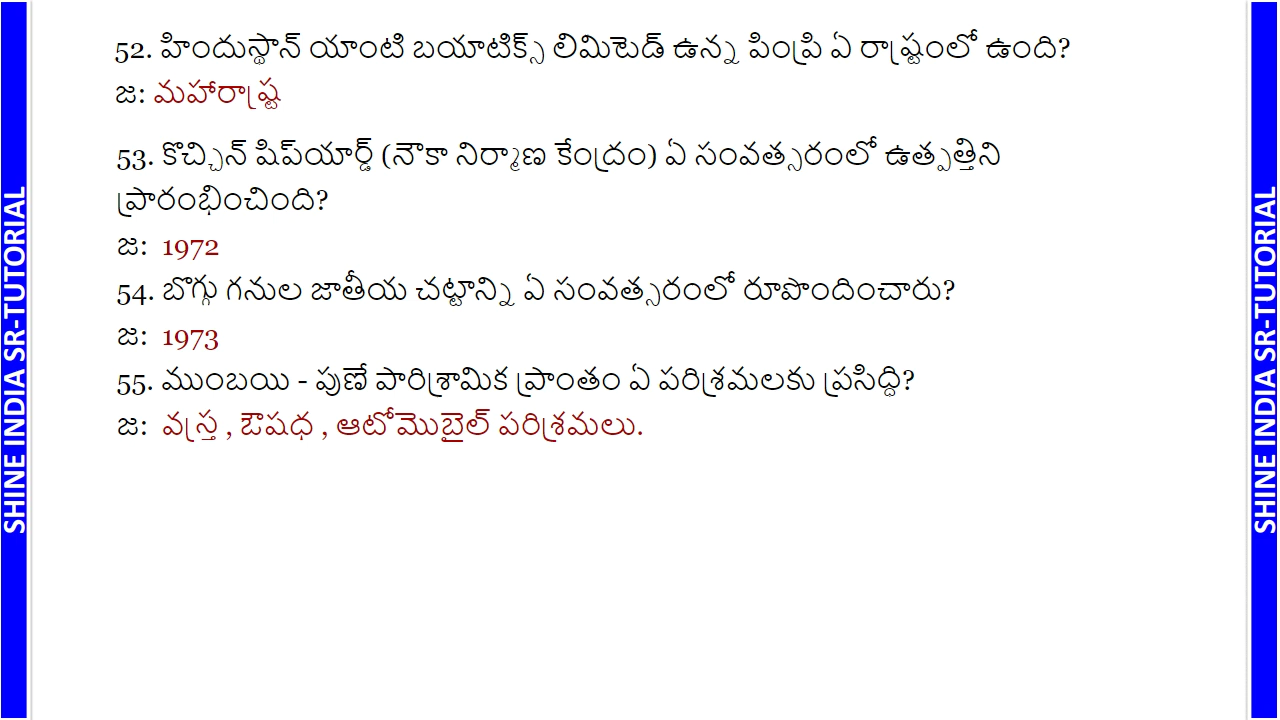 52. హిందుస్థాన్ యాంటి బయాటిక్స్ లిమిటెడ్ ఉన్న పింప్రి ఏ రాష్ట్రంలో ఉంది?
జ: మహారాష్ట్ర
53. కొచ్చిన్ షిప్‌యార్డ్ (నౌకా నిర్మాణ కేంద్రం) ఏ సంవత్సరంలో ఉత్పత్తిని
ప్రారంభించింది?
జ: 1972
54. బొగ్గు గనుల జాతీయ చట్టాన్ని ఏ సంవత్సరంలో రూపొందించారు?
జ: 1973
55. ముంబయి - పుణే పారిశ్రామిక ప్రాంతం ఏ పరిశ్రమలకు ప్రసిద్ధి?
జ: వస్త్ర , ఔషధ , ఆటోమొబైల్ పరిశ్రమలు.
SHINE INDIA SR-TUTORIAL
SHINE INDIA SR-TUTORIAL